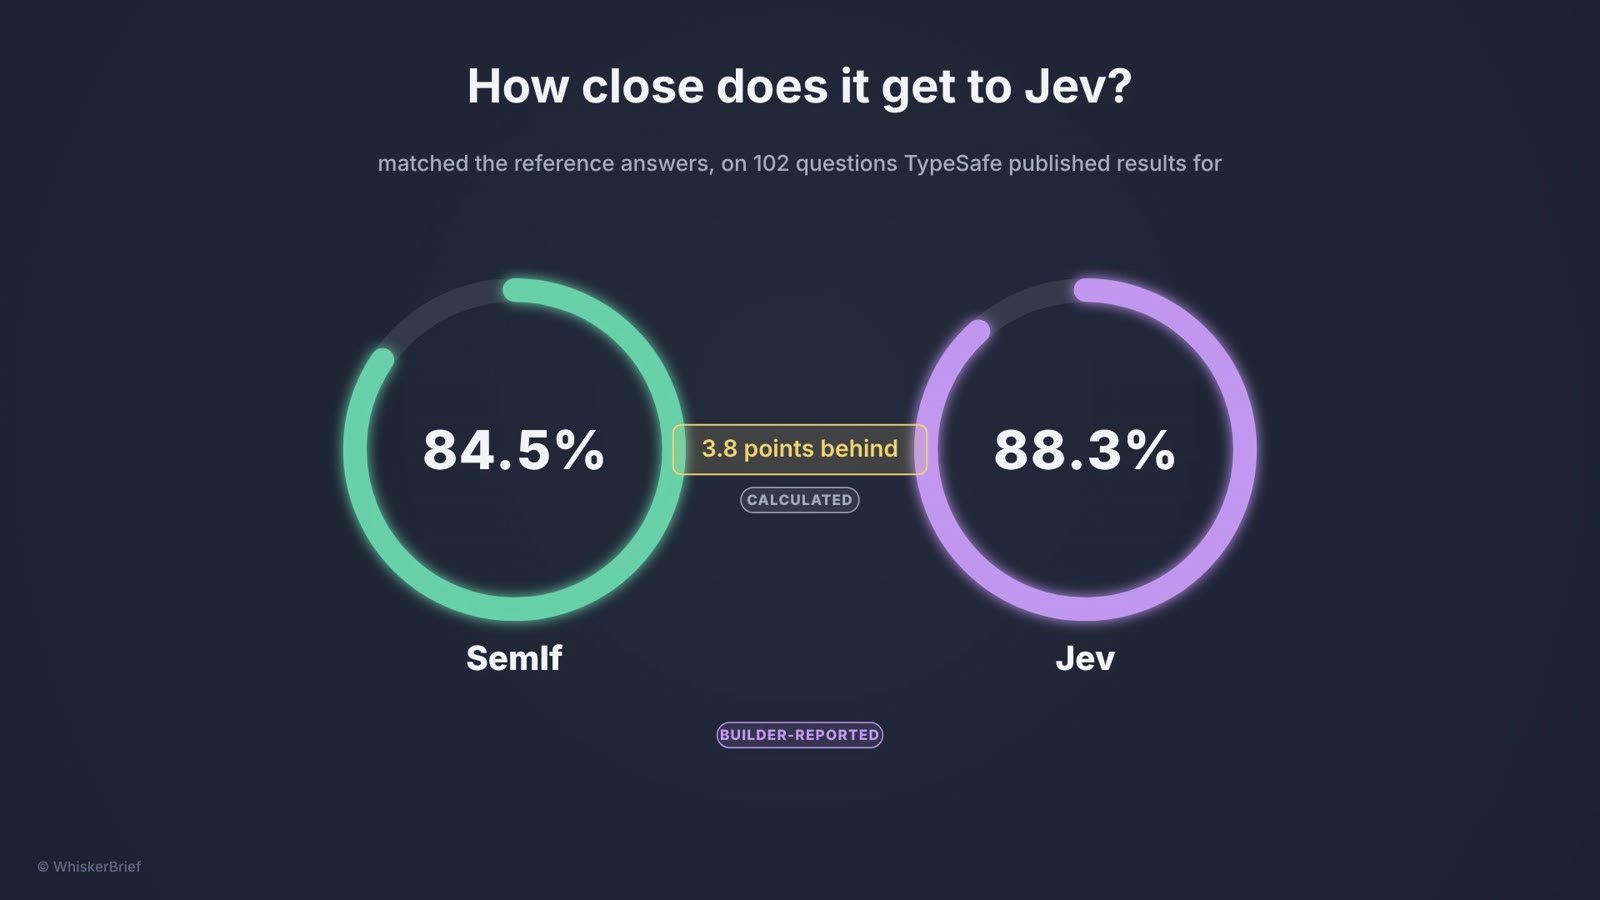 How close does it get to Jev?
matched the reference answers, on 102 questions TypeSafe published results for
84.5%
3.8 points behind
88.3%
CALCULATED
SemIf
Jev
BUILDER-REPORTED
© WhiskerBrief